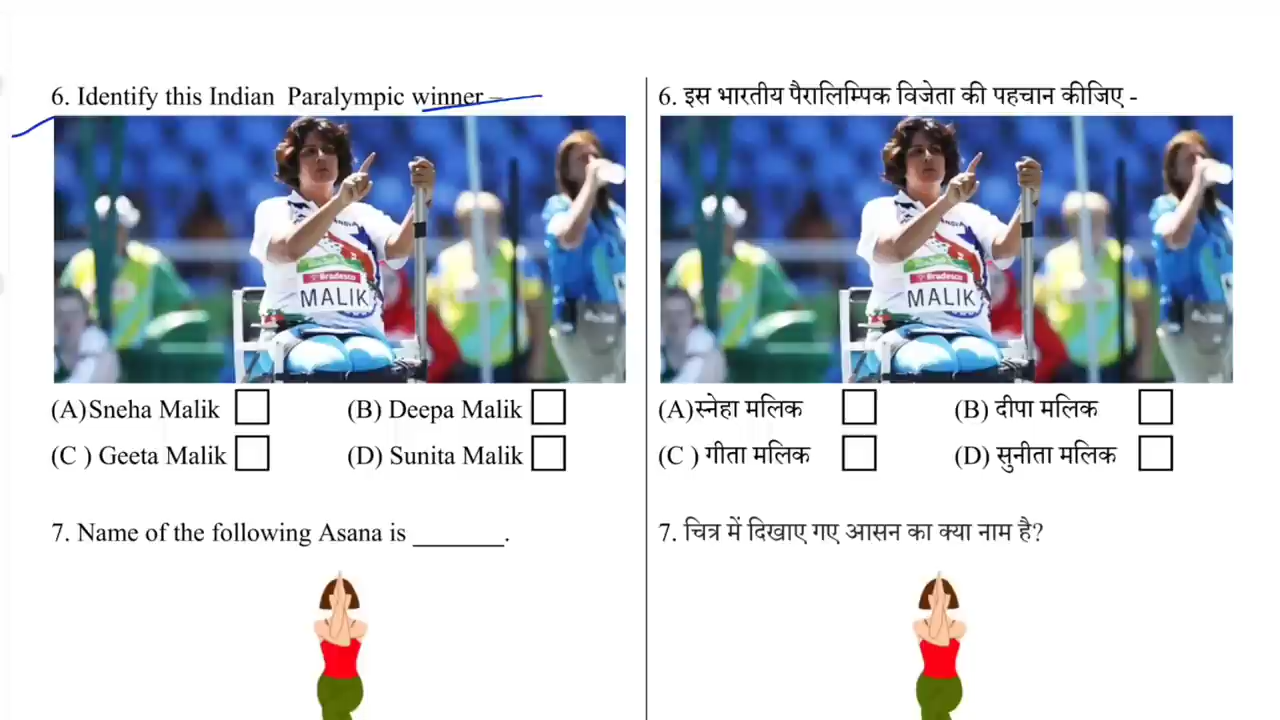 6. Identify this Indian Paralympic winner –
INDIA
Bradesco
MALIK
(A)Sneha Malik
(B) Deepa Malik
(C ) Geeta Malik
(D) Sunita Malik
7. Name of the following Asana is _______.
6. इस भारतीय पैरालिम्पिक विजेता की पहचान कीजिए -
INDIA
Bradesco
MALIK
(A)स्नेहा मलिक
(B) दीपा मलिक
(C ) गीता मलिक
(D) सुनीता मलिक
7. चित्र में दिखाए गए आसन का क्या नाम है?